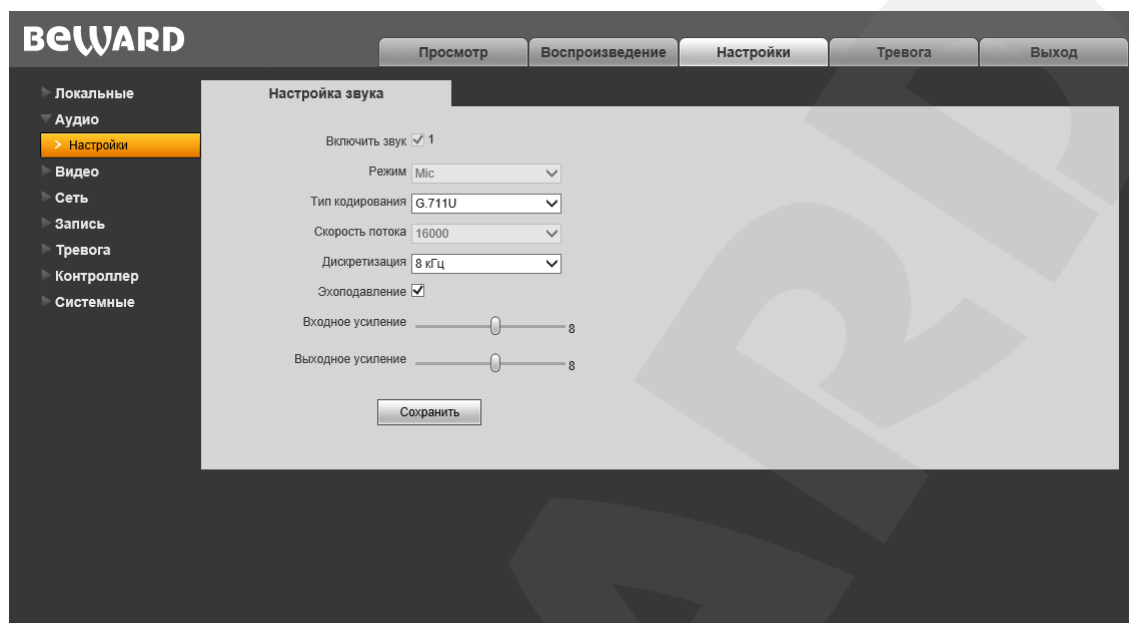 BEWARD
Просмотр Воспроизведение Настройки Тревога Выход
Локальные
Аудио
> Настройки
Видео
Сеть
Запись
Тревога
Контроллер
Системные
Настройка звука
Включить звук 1
Режим Mic
Тип кодирования G.711U
Скорость потока 16000
Дискретизация 8 кГц
Эхоподавление
Входное усиление 8
Выходное усиление 8
Сохранить